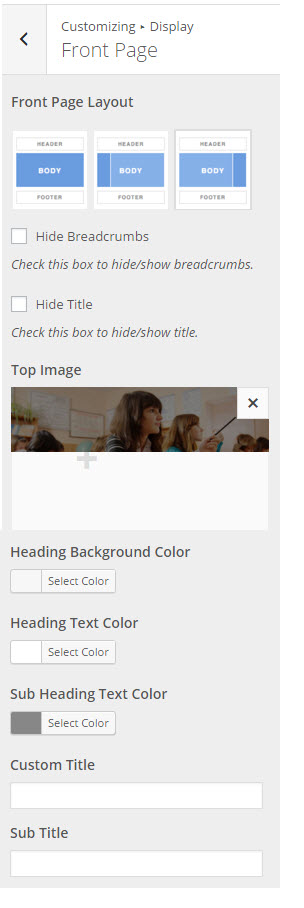 Customizing ▸ Display
Front Page
Front Page Layout
HEADER HEADER HEADER
BODY BODY BODY
FOOTER FOOTER FOOTER
Hide Breadcrumbs
Check this box to hide/show breadcrumbs.
Hide Title
Check this box to hide/show title.
Top Image
Heading Background Color
Select Color
Heading Text Color
Select Color
Sub Heading Text Color
Select Color
Custom Title
Sub Title